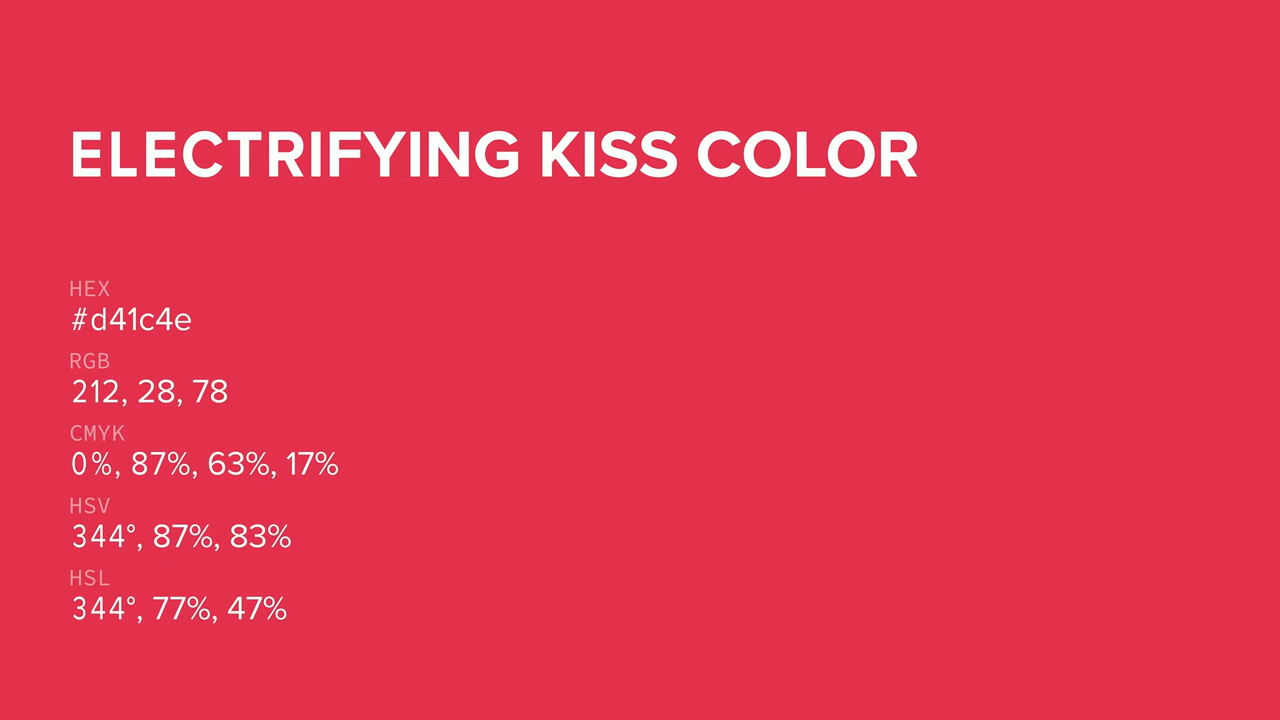 ELECTRIFYING KISS COLOR
HEX
#d41c4e
RGB
212, 28, 78
CMYK
0%, 87%, 63%, 17%
HSV
344°, 87%, 83%
HSL
344°, 77%, 47%